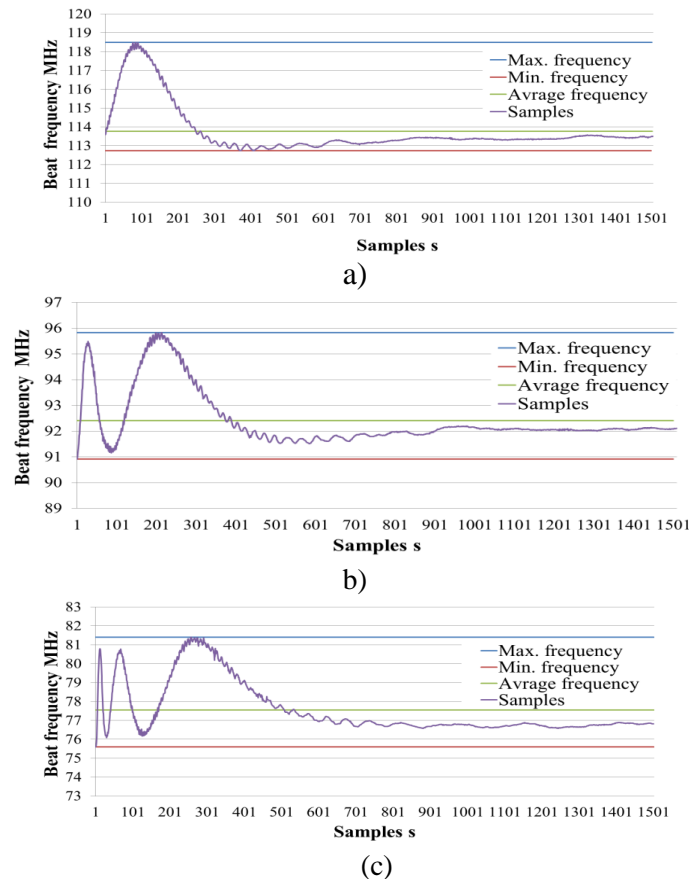 120
119
118
117
116
115
114
113
112
111
110
Beat frequency MHz
Max. frequency
Min. frequency
Avrage frequency
Samples
1 101 201 301 401 501 601 701 801 901 1001 1101 1201 1301 1401 1501
Samples s
a)
97
96
95
94
93
92
91
90
89
Beat frequency MHz
Max. frequency
Min. frequency
Avrage frequency
Samples
1 101 201 301 401 501 601 701 801 901 1001 1101 1201 1301 1401 1501
Samples s
b)
83
82
81
80
79
78
77
76
75
74
73
Beat frequency MHz
Max. frequency
Min. frequency
Avrage frequency
Samples
1 101 201 301 401 501 601 701 801 901 1001 1101 1201 1301 1401 1501
Samples s
(c)